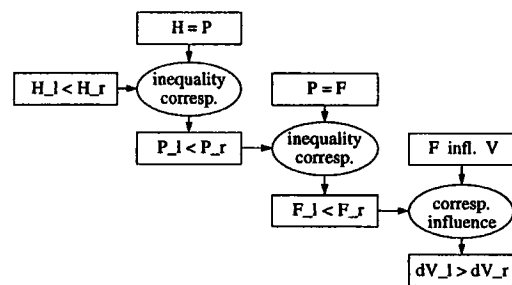 H = P
H_l < H_r
inequality
corresp.
P = F
P_l < P_r
inequality
corresp.
F infl. V
F_l < F_r
corresp.
influence
dV_l > dV_r